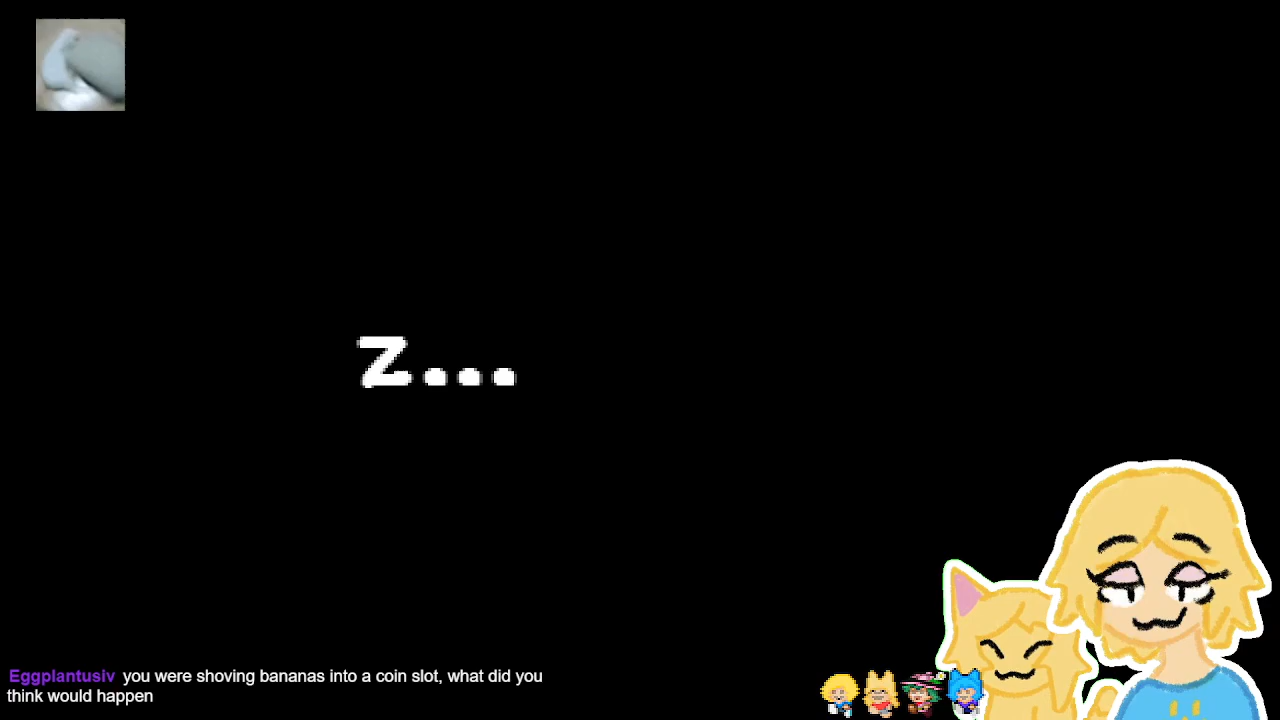 z...
Eggplantusiv you were shoving bananas into a coin slot, what did you
think would happen